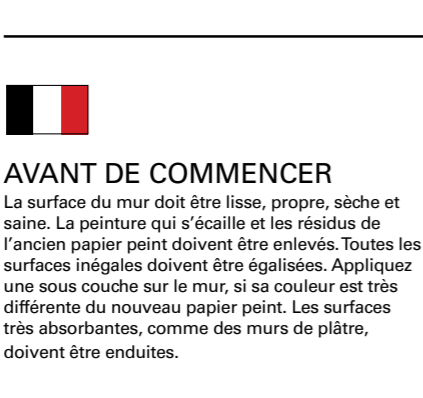 AVANT DE COMMENCER
La surface du mur doit être lisse, propre, sèche et
saine. La peinture qui s’écaille et les résidus de
l’ancien papier peint doivent être enlevés. Toutes les
surfaces inégales doivent être égalisées. Appliquez
une sous couche sur le mur, si sa couleur est très
différente du nouveau papier peint. Les surfaces
très absorbantes, comme des murs de plâtre,
doivent être enduites.